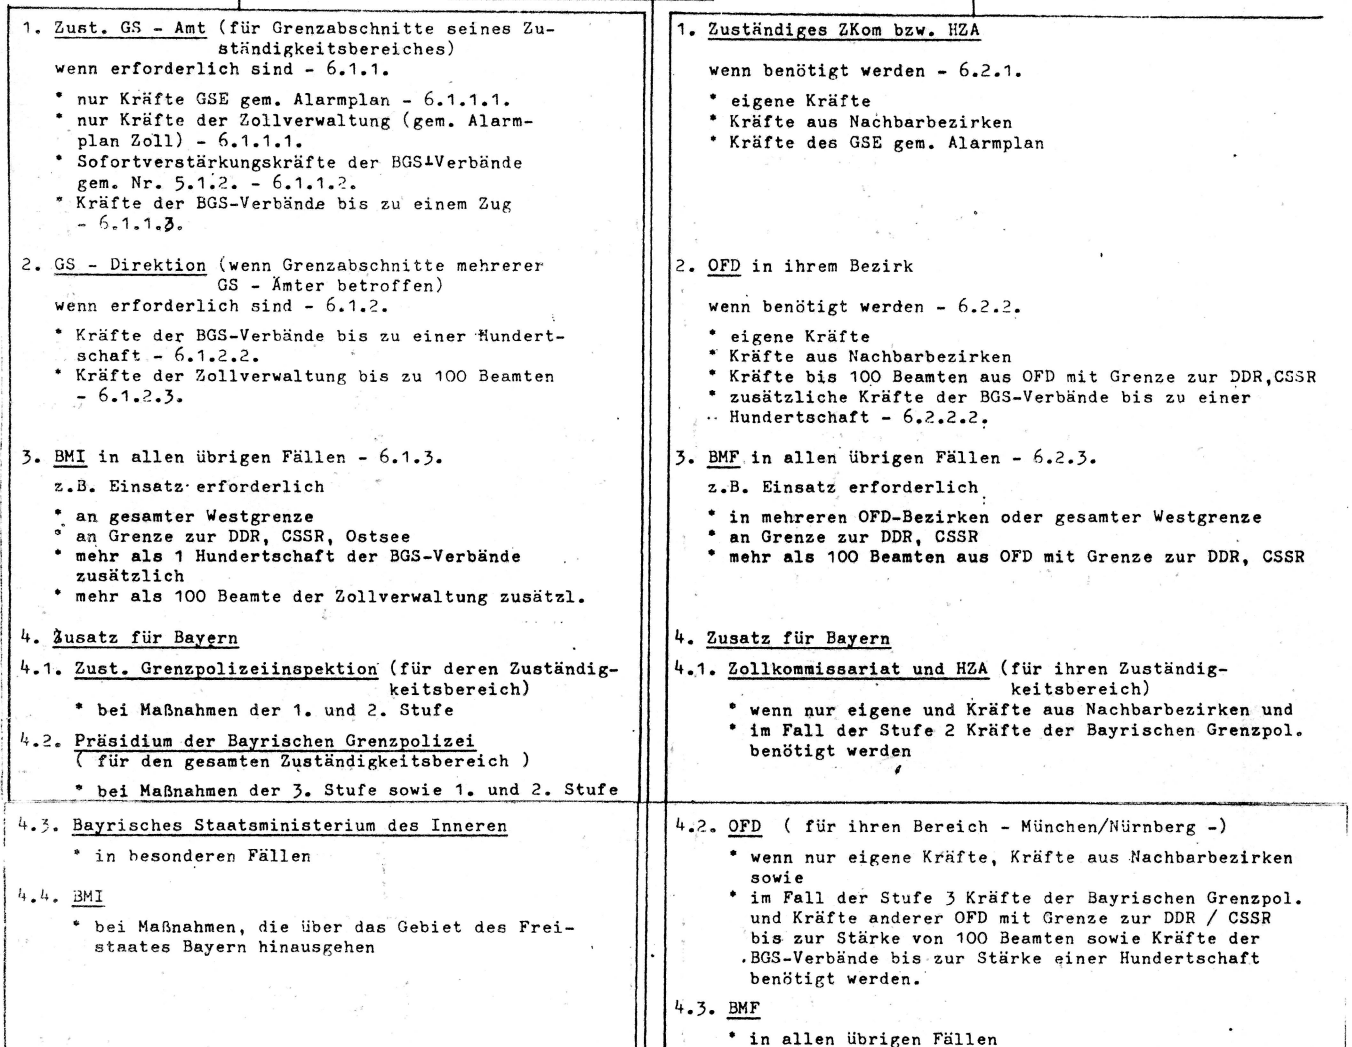 1. Zust. GS - Amt (für Grenzabschnitte seines Zu-
ständigkeitsbereiches)
wenn erforderlich sind - 6.1.1.
* nur Kräfte GSE gem. Alarmplan - 6.1.1.1.
* nur Kräfte der Zollverwaltung (gem. Alarm-
plan Zoll) - 6.1.1.1.
* Sofortverstärkungskräfte der BGS-Verbände
gem. Nr. 5.1.2. - 6.1.1.2.
* Kräfte der BGS-Verbände bis zu einem Zug
- 6.1.1.3.
2. GS - Direktion (wenn Grenzabschnitte mehrerer
GS - Ämter betroffen)
wenn erforderlich sind - 6.1.2.
* Kräfte der BGS-Verbände bis zu einer Hundert-
schaft - 6.1.2.2.
* Kräfte der Zollverwaltung bis zu 100 Beamten
- 6.1.2.3.
3. BMI in allen übrigen Fällen - 6.1.3.
z.B. Einsatz erforderlich
* an gesamter Westgrenze
* an Grenze zur DDR, CSSR, Ostsee
* mehr als 1 Hundertschaft der BGS-Verbände
zusätzlich
* mehr als 100 Beamte der Zollverwaltung zusätzl.
4. Zusatz für Bayern
4.1. Zust. Grenzpolizeiinspektion (für deren Zuständig-
keitsbereich)
* bei Maßnahmen der 1. und 2. Stufe
4.2. Präsidium der Bayrischen Grenzpolizei
( für den gesamten Zuständigkeitsbereich )
* bei Maßnahmen der 3. Stufe sowie 1. und 2. Stufe
4.3. Bayrisches Staatsministerium des Inneren
* in besonderen Fällen
4.4. BMI
* bei Maßnahmen, die über das Gebiet des Frei-
staates Bayern hinausgehen
1. Zuständiges ZKom bzw. HZA
wenn benötigt werden - 6.2.1.
* eigene Kräfte
* Kräfte aus Nachbarbezirken
* Kräfte des GSE gem. Alarmplan
2. OFD in ihrem Bezirk
wenn benötigt werden - 6.2.2.
* eigene Kräfte
* Kräfte aus Nachbarbezirken
* Kräfte bis 100 Beamten aus OFD mit Grenze zur DDR,CSSR
* zusätzliche Kräfte der BGS-Verbände bis zu einer
Hundertschaft - 6.2.2.2.
3. BMF in allen übrigen Fällen - 6.2.3.
z.B. Einsatz erforderlich
* in mehreren OFD-Bezirken oder gesamter Westgrenze
* an Grenze zur DDR, CSSR
* mehr als 100 Beamten aus OFD mit Grenze zur DDR, CSSR
4. Zusatz für Bayern
4.1. Zollkommissariat und HZA (für ihren Zuständig-
keitsbereich)
* wenn nur eigene und Kräfte aus Nachbarbezirken und
* im Fall der Stufe 2 Kräfte der Bayrischen Grenzpol.
benötigt werden
4.2. OFD ( für ihren Bereich - München/Nürnberg -)
* wenn nur eigene Kräfte, Kräfte aus Nachbarbezirken
sowie
* im Fall der Stufe 3 Kräfte der Bayrischen Grenzpol.
und Kräfte anderer OFD mit Grenze zur DDR / CSSR
bis zur Stärke von 100 Beamten sowie Kräfte der
BGS-Verbände bis zur Stärke einer Hundertschaft
benötigt werden.
4.3. BMF
* in allen übrigen Fällen